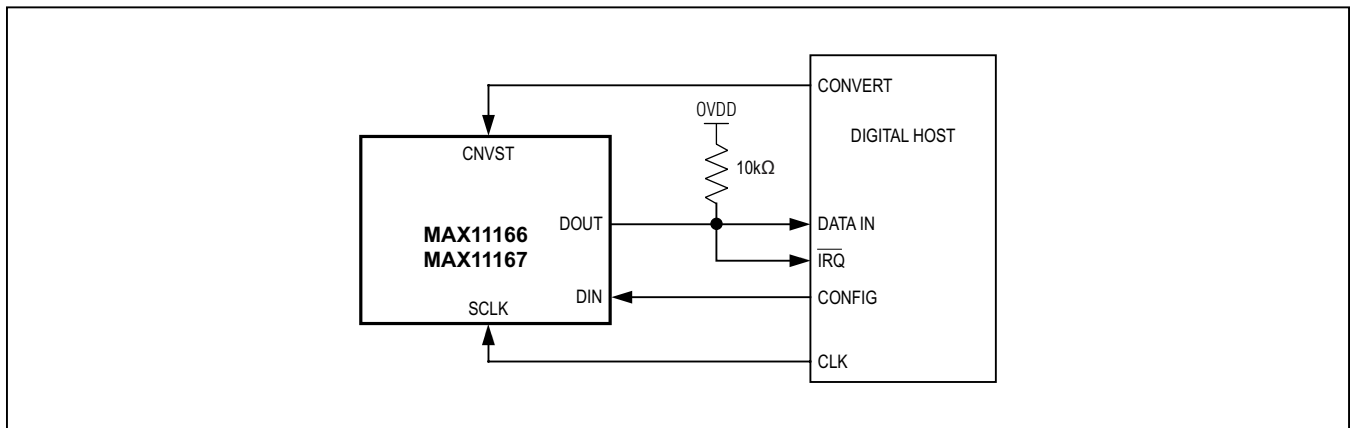 CONVERT
OVDD
DIGITAL HOST
CNVST
10kΩ
DOUT
DATA IN
MAX11166
MAX11167
IRQ
DIN
CONFIG
SCLK
CLK